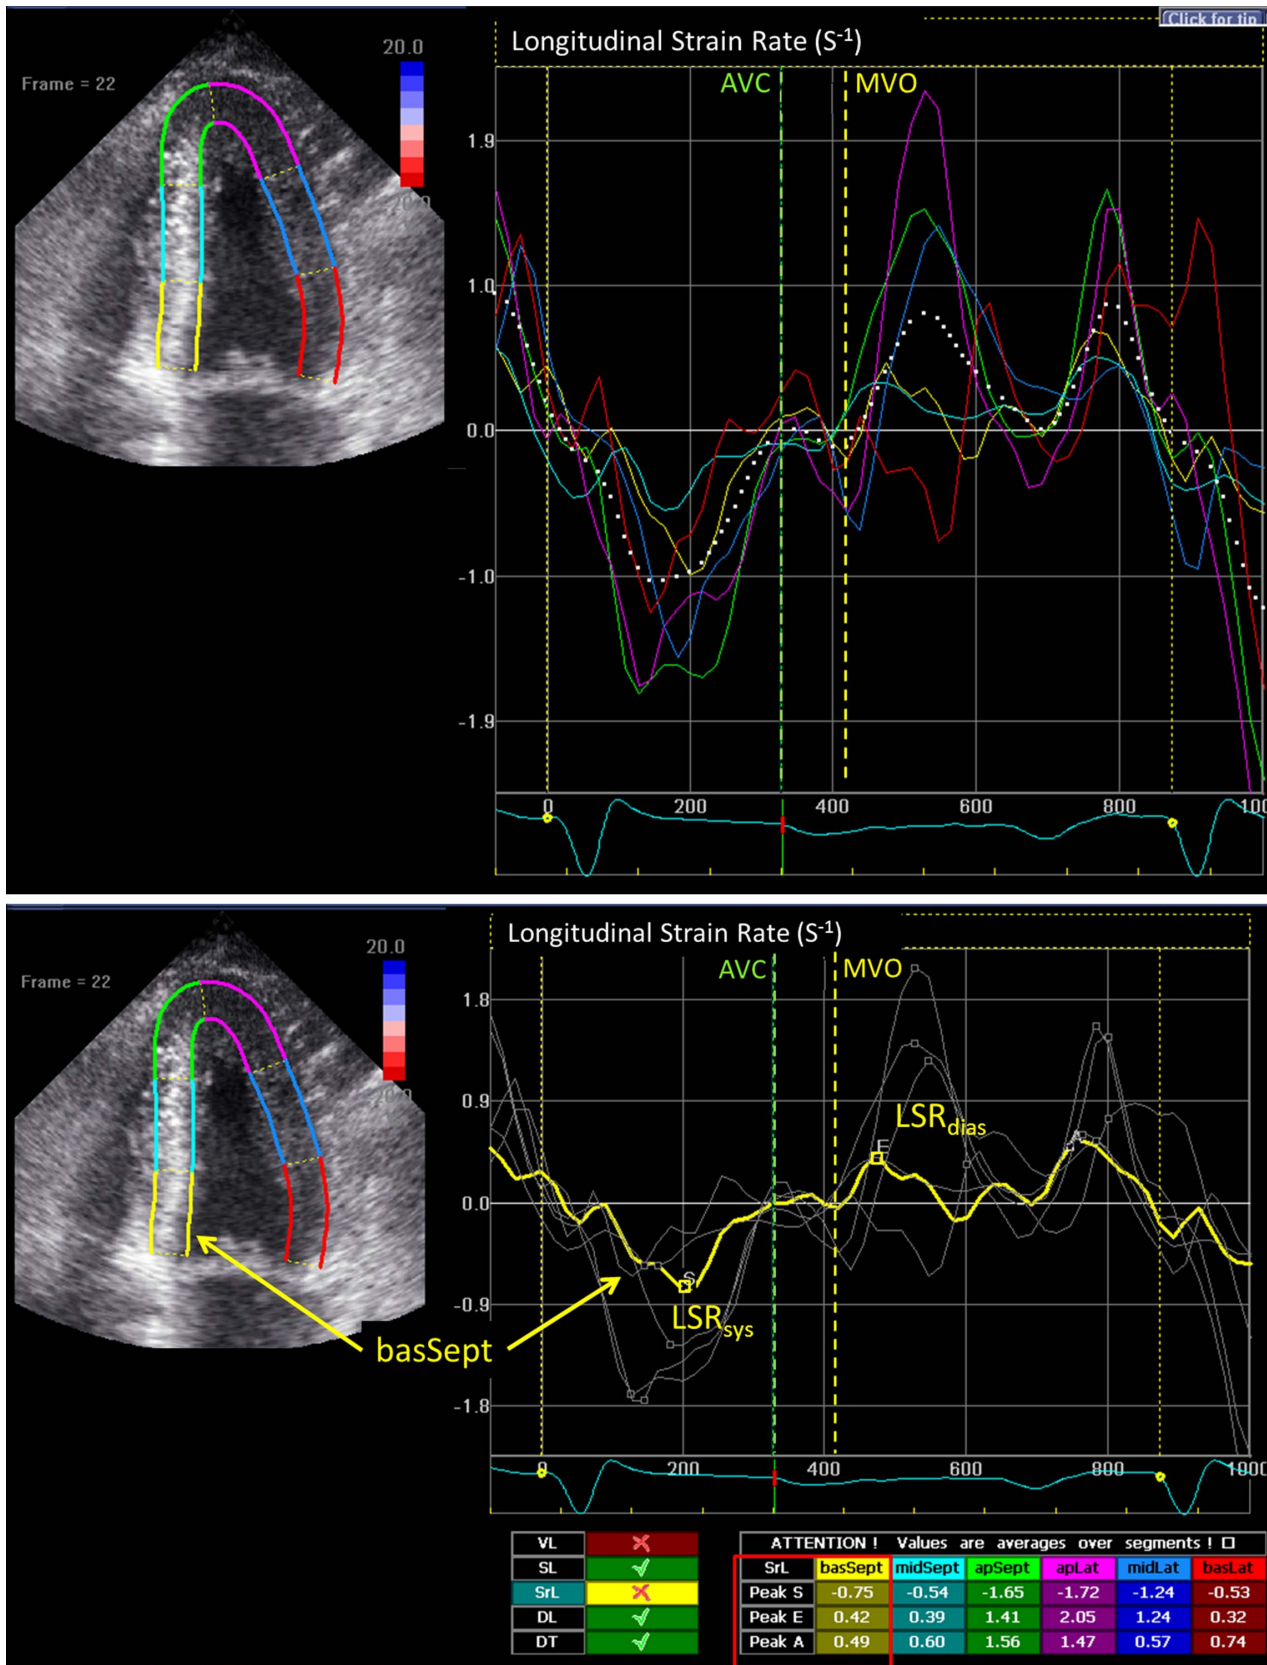 Click for tip
Longitudinal Strain Rate (S-1)
20.0
AVC
MVO
Frame = 22
1.9
20.0
1.0
0.0
-1.0
-1.9
0 200 400 600 800 100
Longitudinal Strain Rate (S-1)
20.0
AVC
MVO
Frame = 22
1.8
20.0
0.9
LSRdias
E
A
0.0
S
-0.9
LSRsys
basSept
-1.8
0 200 400 600 800 1000
VL
SL
SrL
DL
DT
ATTENTION ! Values are averages over segments !
SrL basSept midSept apSept apLat midLat basLat
Peak S -0.75 -0.54 -1.65 -1.72 -1.24 -0.53
Peak E 0.42 0.39 1.41 2.05 1.24 0.32
Peak A 0.49 0.60 1.56 1.47 0.57 0.74